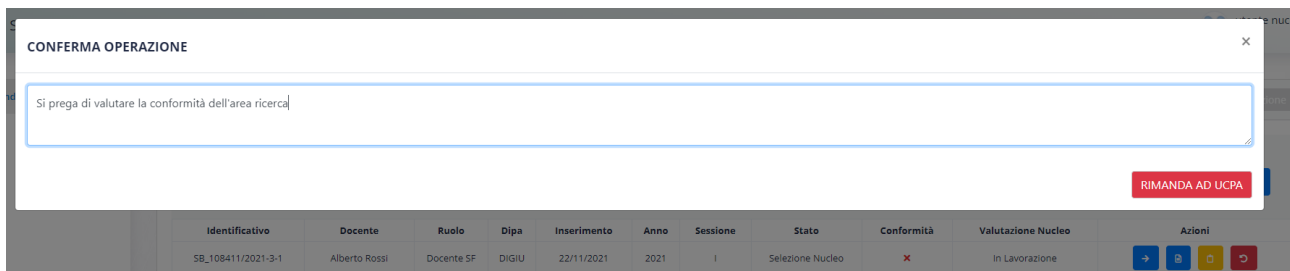 CONFERMA OPERAZIONE ×
Si prega di valutare la conformità dell'area ricerca
RIMANDA AD UCPA
Identificativo Docente Ruolo Dipa Inserimento Anno Sessione Stato Conformità Valutazione Nucleo Azioni
SB_108411/2021-3-1 Alberto Rossi Docente SF DIGIU 22/11/2021 2021 I Selezione Nucleo In Lavorazione